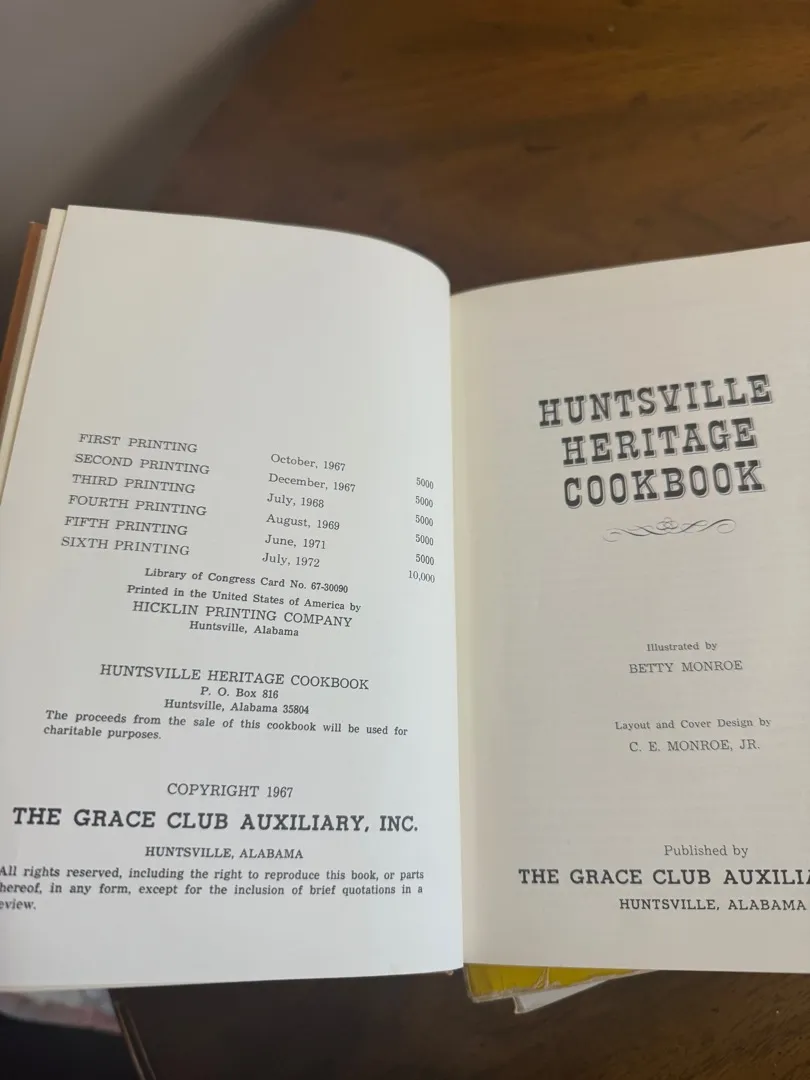 FIRST PRINTING October, 1967 5000
SECOND PRINTING December, 1967 5000
THIRD PRINTING July, 1968 5000
FOURTH PRINTING August, 1969 5000
FIFTH PRINTING June, 1971 5000
SIXTH PRINTING July, 1972 10,000
Library of Congress Card No. 67-30090
Printed in the United States of America by
HICKLIN PRINTING COMPANY
Huntsville, Alabama
HUNTSVILLE HERITAGE COOKBOOK
P. O. Box 816
Huntsville, Alabama 35804
The proceeds from the sale of this cookbook will be used for
charitable purposes.
COPYRIGHT 1967
THE GRACE CLUB AUXILIARY, INC.
HUNTSVILLE, ALABAMA
All rights reserved, including the right to reproduce this book, or parts
hereof, in any form, except for the inclusion of brief quotations in a
eview.
HUNTSVILLE
HERITAGE
COOKBOOK
Illustrated by
BETTY MONROE
Layout and Cover Design by
C. E. MONROE, JR.
Published by
THE GRACE CLUB AUXILI
HUNTSVILLE, ALABAMA